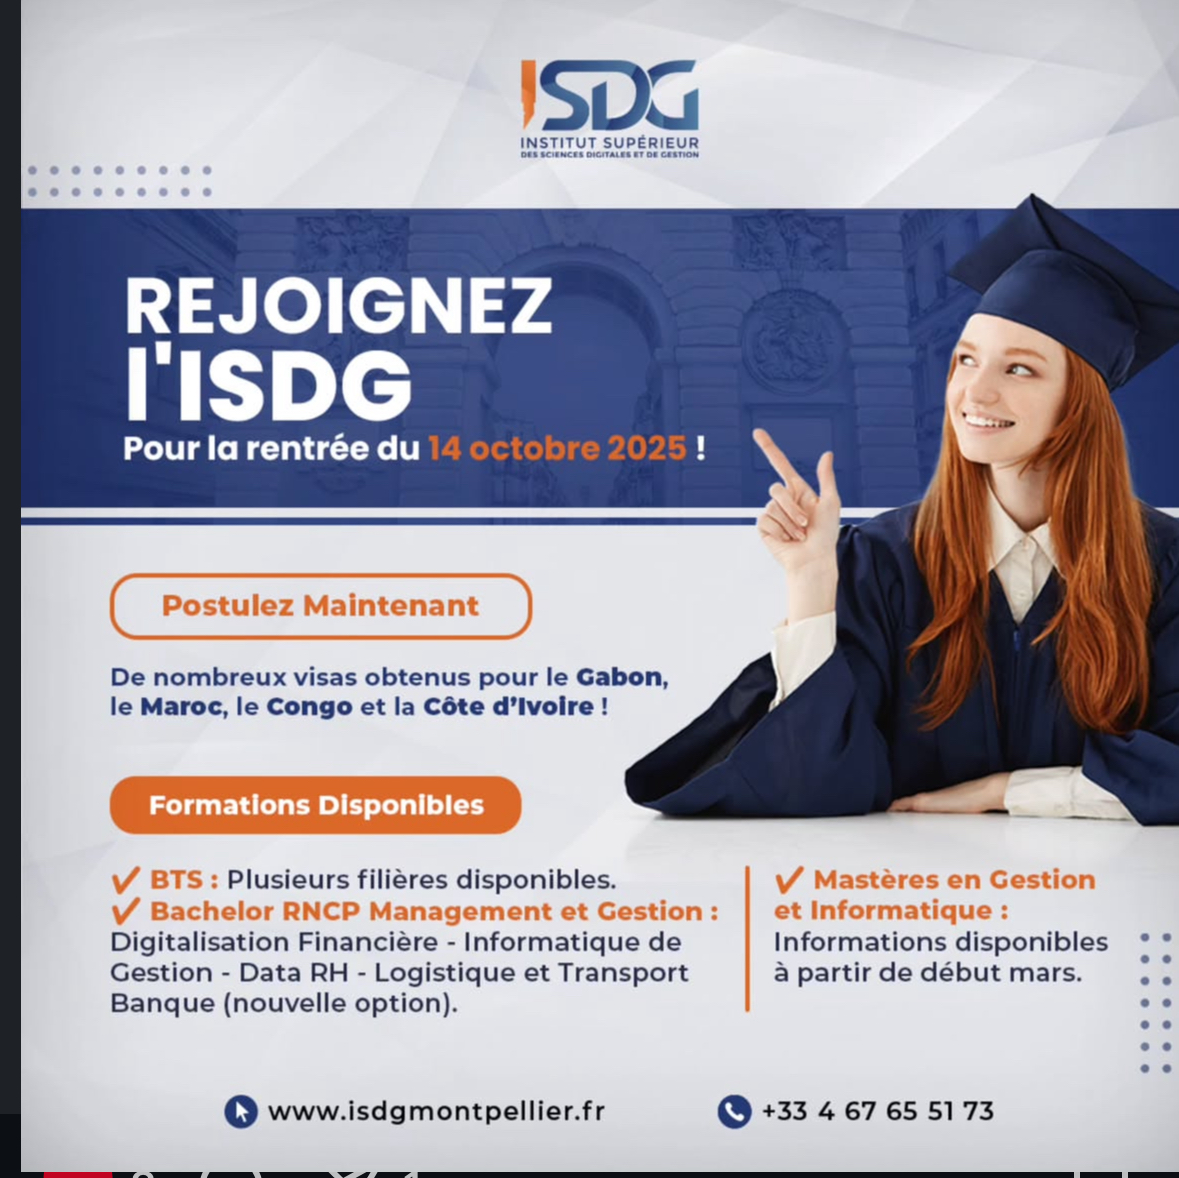 ISDG
INSTITUT SUPÉRIEUR
DES SCIENCES DIGITALES ET DE GESTION
REJOIGNEZ
l'ISDG
Pour la rentrée du 14 octobre 2025 !
Postulez Maintenant
De nombreux visas obtenus pour le Gabon,
le Maroc, le Congo et la Côte d’Ivoire !
Formations Disponibles
BTS : Plusieurs filières disponibles.
Bachelor RNCP Management et Gestion :
Digitalisation Financière - Informatique de
Gestion - Data RH - Logistique et Transport
Banque (nouvelle option).
Mastères en Gestion
et Informatique :
Informations disponibles
à partir de début mars.
www.isdgmontpellier.fr
+33 4 67 65 51 73